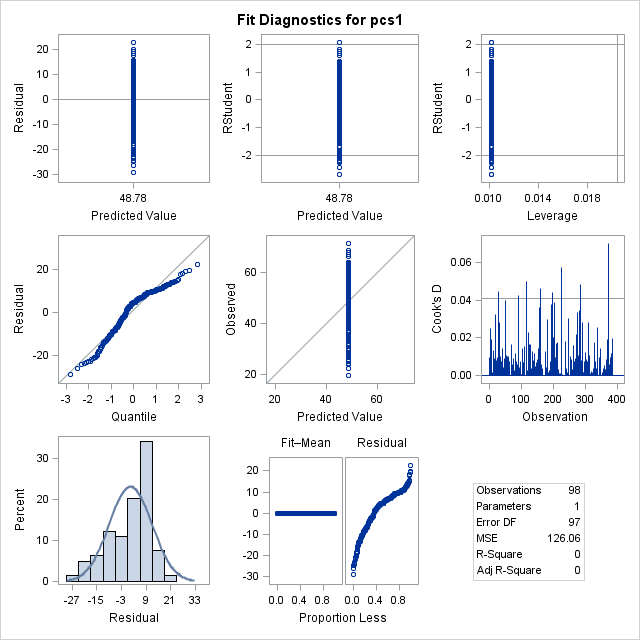 Fit Diagnostics for pcs1
Residual
20
10
0
-10
-20
-30
48.78
Predicted Value
RStudent
2
1
0
-1
-2
48.78
Predicted Value
RStudent
2
1
0
-1
-2
0.010 0.014 0.018
Leverage
Residual
20
0
-20
-3 -2 -1 0 1 2 3
Quantile
Observed
60
40
20
20 40 60
Predicted Value
Cook's D
0.06
0.04
0.02
0.00
0 100 200 300 400
Observation
Percent
30
20
10
0
-27 -15 -3 9 21 33
Residual
Fit–Mean Residual
20
10
0
-10
-20
-30
0.0 0.4 0.8 0.0 0.4 0.8
Proportion Less
Observations 98
Parameters 1
Error DF 97
MSE 126.06
R-Square 0
Adj R-Square 0